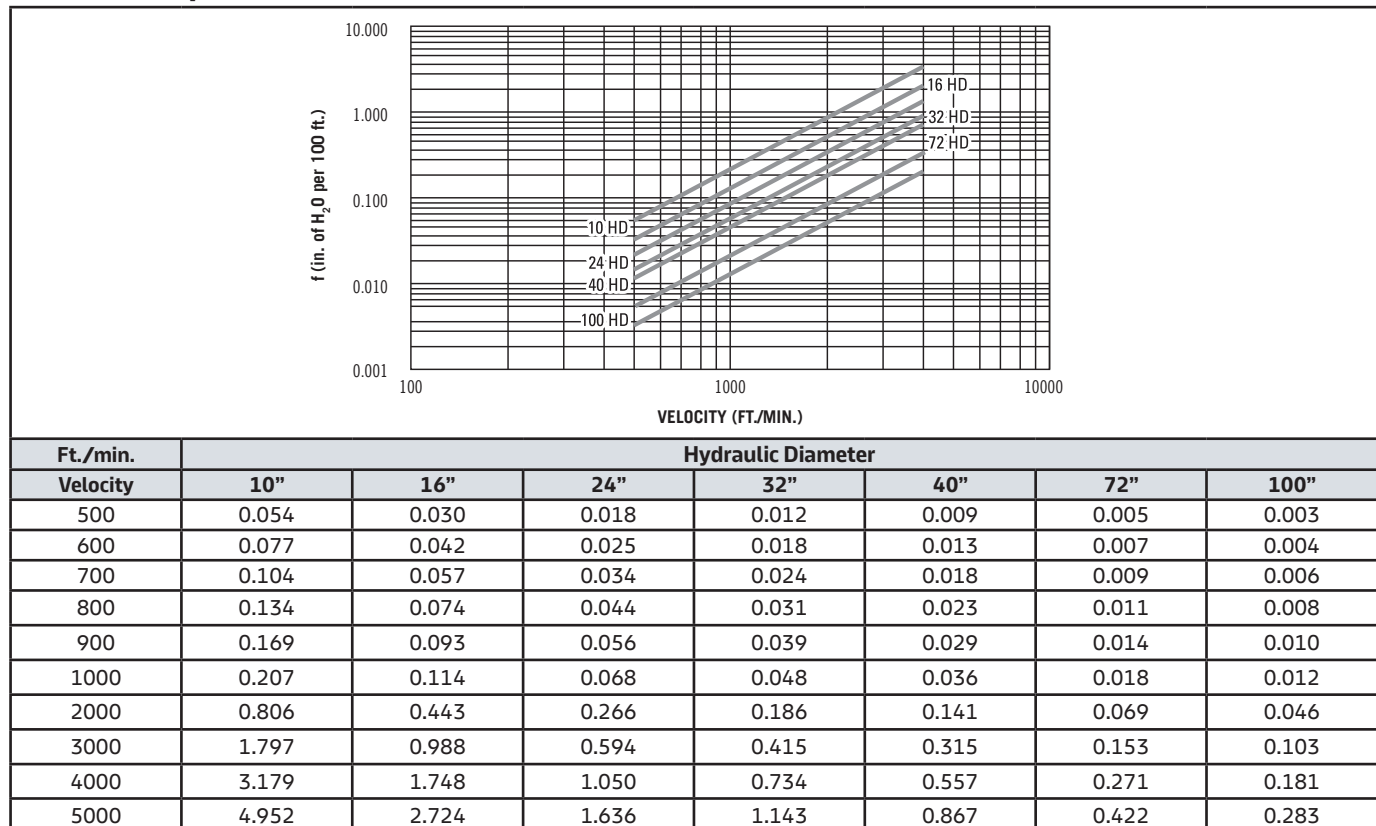 10.000
1.000
0.100
0.010
0.001
f (in. of H₂O per 100 ft.)
16 HD
32 HD
72 HD
10 HD
24 HD
40 HD
100 HD
100 1000 10000
VELOCITY (FT./MIN.)
Ft./min. Hydraulic Diameter
Velocity 10” 16” 24” 32” 40” 72” 100”
500 0.054 0.030 0.018 0.012 0.009 0.005 0.003
600 0.077 0.042 0.025 0.018 0.013 0.007 0.004
700 0.104 0.057 0.034 0.024 0.018 0.009 0.006
800 0.134 0.074 0.044 0.031 0.023 0.011 0.008
900 0.169 0.093 0.056 0.039 0.029 0.014 0.010
1000 0.207 0.114 0.068 0.048 0.036 0.018 0.012
2000 0.806 0.443 0.266 0.186 0.141 0.069 0.046
3000 1.797 0.988 0.594 0.415 0.315 0.153 0.103
4000 3.179 1.748 1.050 0.734 0.557 0.271 0.181
5000 4.952 2.724 1.636 1.143 0.867 0.422 0.283